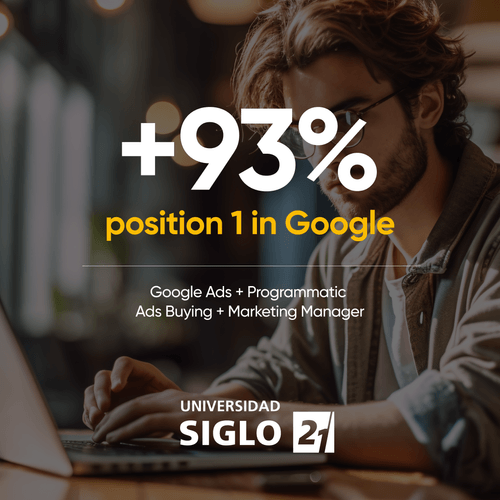 +93%
position 1 in Google
Google Ads + Programmatic
Ads Buying + Marketing Manager
UNIVERSIDAD
SIGLO 21